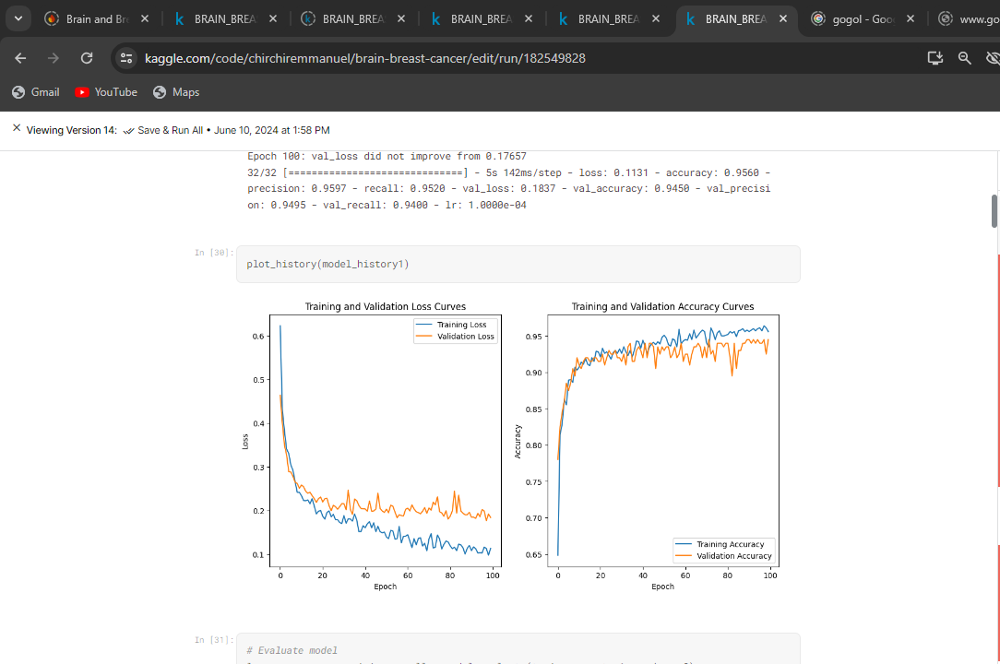 Brain and Bre
BRAIN_BREA
BRAIN_BREA
BRAIN_BREA
BRAIN_BREA
BRAIN_BREA
gogol - Goo
www.go
kaggle.com/code/chirchiremmanuel/brain-breast-cancer/edit/run/182549828
Gmail
YouTube
Maps
Viewing Version 14: Save & Run All • June 10, 2024 at 1:58 PM
Epoch 100: val_loss did not improve from 0.17657
32/32 [==============================] - 5s 142ms/step - loss: 0.1131 - accuracy: 0.9560 -
precision: 0.9597 - recall: 0.9520 - val_loss: 0.1837 - val_accuracy: 0.9450 - val_precisi
on: 0.9495 - val_recall: 0.9400 - lr: 1.0000e-04
In [30]:
plot_history(model_history1)
Training and Validation Loss Curves
Training Loss
Validation Loss
0.6
0.5
0.4
0.3
0.2
0.1
Loss
0 20 40 60 80 100
Epoch
Training and Validation Accuracy Curves
0.95
0.90
0.85
0.80
0.75
0.70
0.65
Accuracy
Training Accuracy
Validation Accuracy
0 20 40 60 80 100
Epoch
In [31]:
# Evaluate model